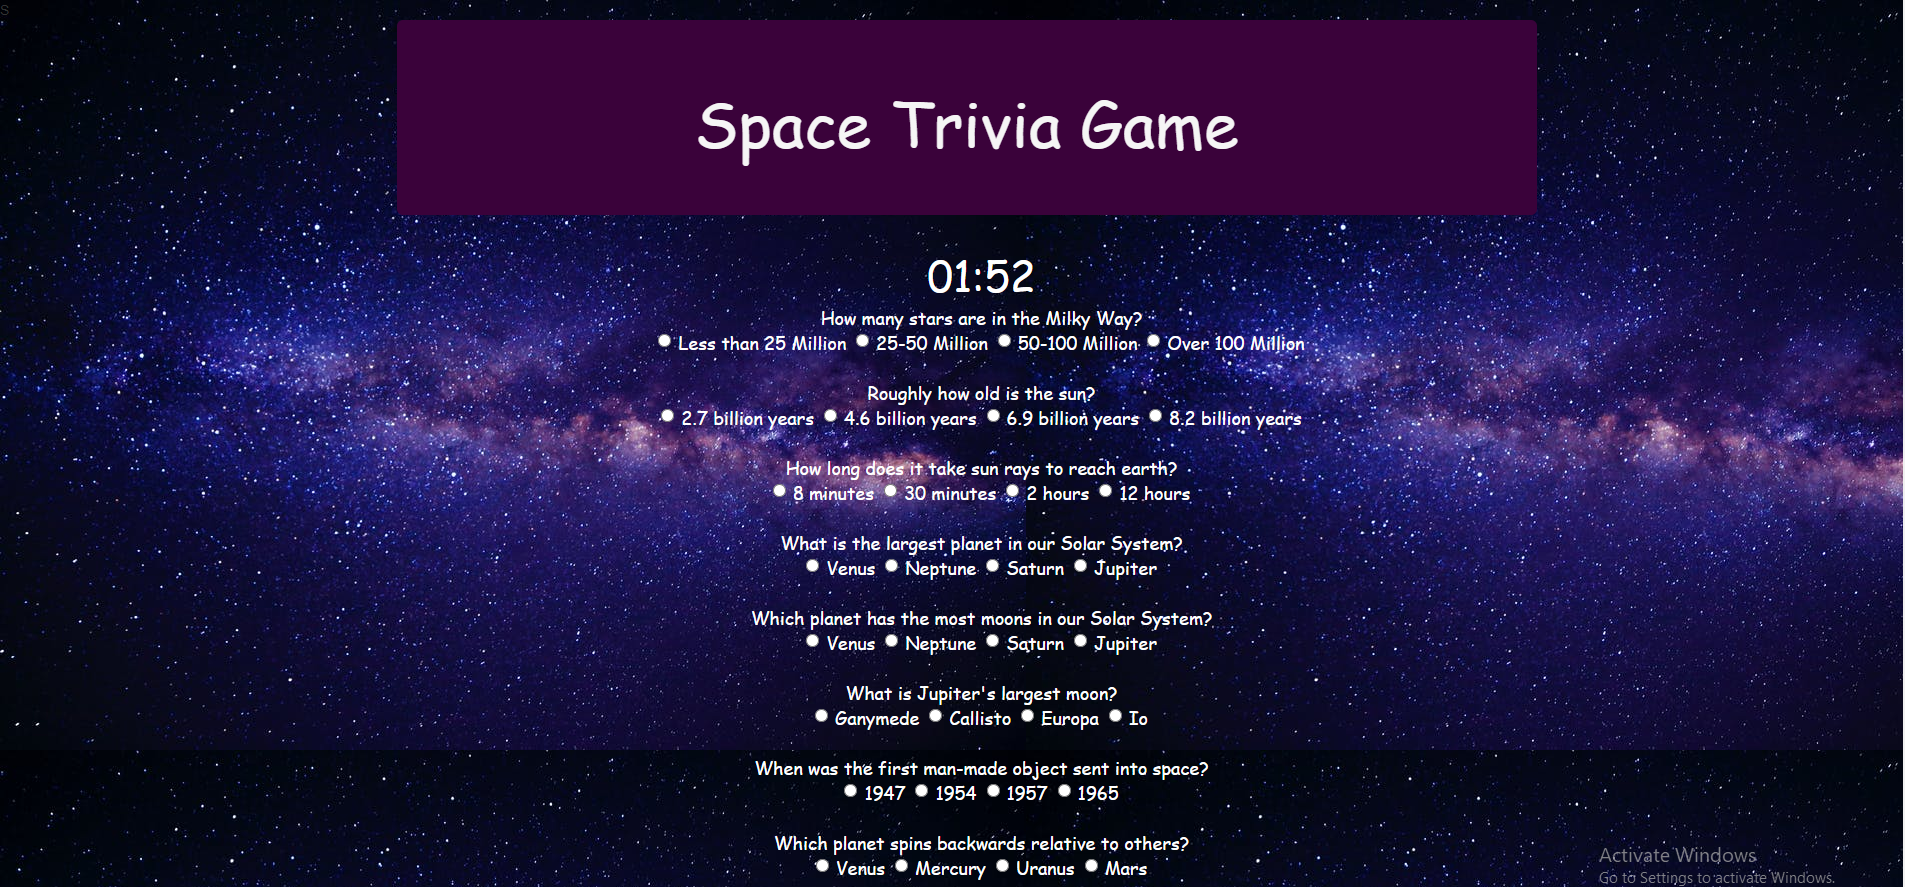 s
Space Trivia Game
01:52
How many stars are in the Milky Way?
Less than 25 Million 25-50 Million 50-100 Million Over 100 Million
Roughly how old is the sun?
2.7 billion years 4.6 billion years 6.9 billion years 8.2 billion years
How long does it take sun rays to reach earth?
8 minutes 30 minutes 2 hours 12 hours
What is the largest planet in our Solar System?
Venus Neptune Saturn Jupiter
Which planet has the most moons in our Solar System?
Venus Neptune Saturn Jupiter
What is Jupiter's largest moon?
Ganymede Callisto Europa Io
When was the first man-made object sent into space?
1947 1954 1957 1965
Which planet spins backwards relative to others?
Venus Mercury Uranus Mars
Activate Windows
Go to Settings to activate Windows.